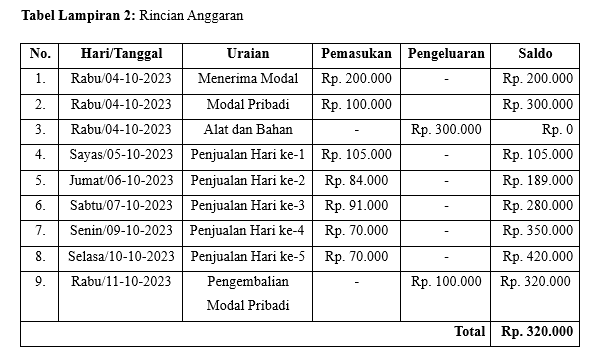 Tabel Lampiran 2: Rincian Anggaran
No. Hari/Tanggal Uraian Pemasukan Pengeluaran Saldo
1. Rabu/04-10-2023 Menerima Modal Rp. 200.000 - Rp. 200.000
2. Rabu/04-10-2023 Modal Pribadi Rp. 100.000 Rp. 300.000
3. Rabu/04-10-2023 Alat dan Bahan - Rp. 300.000 Rp. 0
4. Sayas/05-10-2023 Penjualan Hari ke-1 Rp. 105.000 - Rp. 105.000
5. Jumat/06-10-2023 Penjualan Hari ke-2 Rp. 84.000 - Rp. 189.000
6. Sabtu/07-10-2023 Penjualan Hari ke-3 Rp. 91.000 - Rp. 280.000
7. Senin/09-10-2023 Penjualan Hari ke-4 Rp. 70.000 - Rp. 350.000
8. Selasa/10-10-2023 Penjualan Hari ke-5 Rp. 70.000 - Rp. 420.000
9. Rabu/11-10-2023 Pengembalian - Rp. 100.000 Rp. 320.000
Modal Pribadi
Total Rp. 320.000